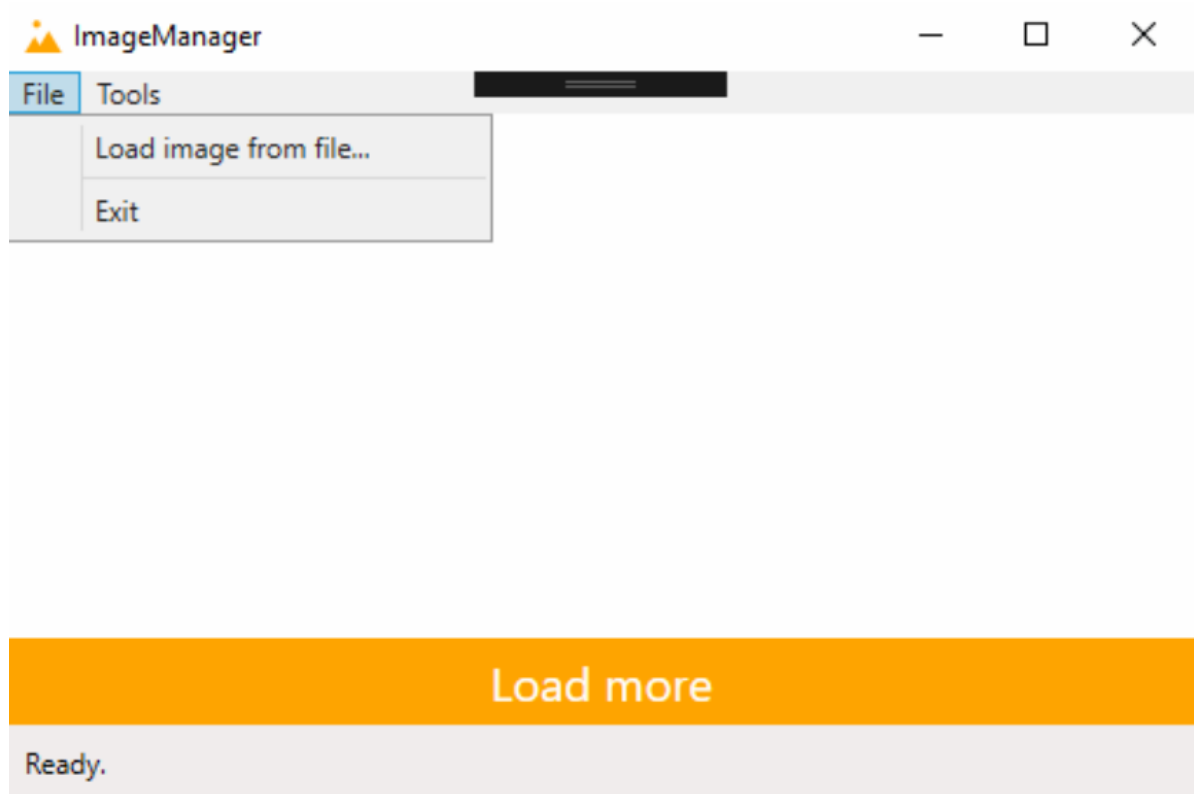 ImageManager
File Tools
Load image from file...
Exit
Load more
Ready.